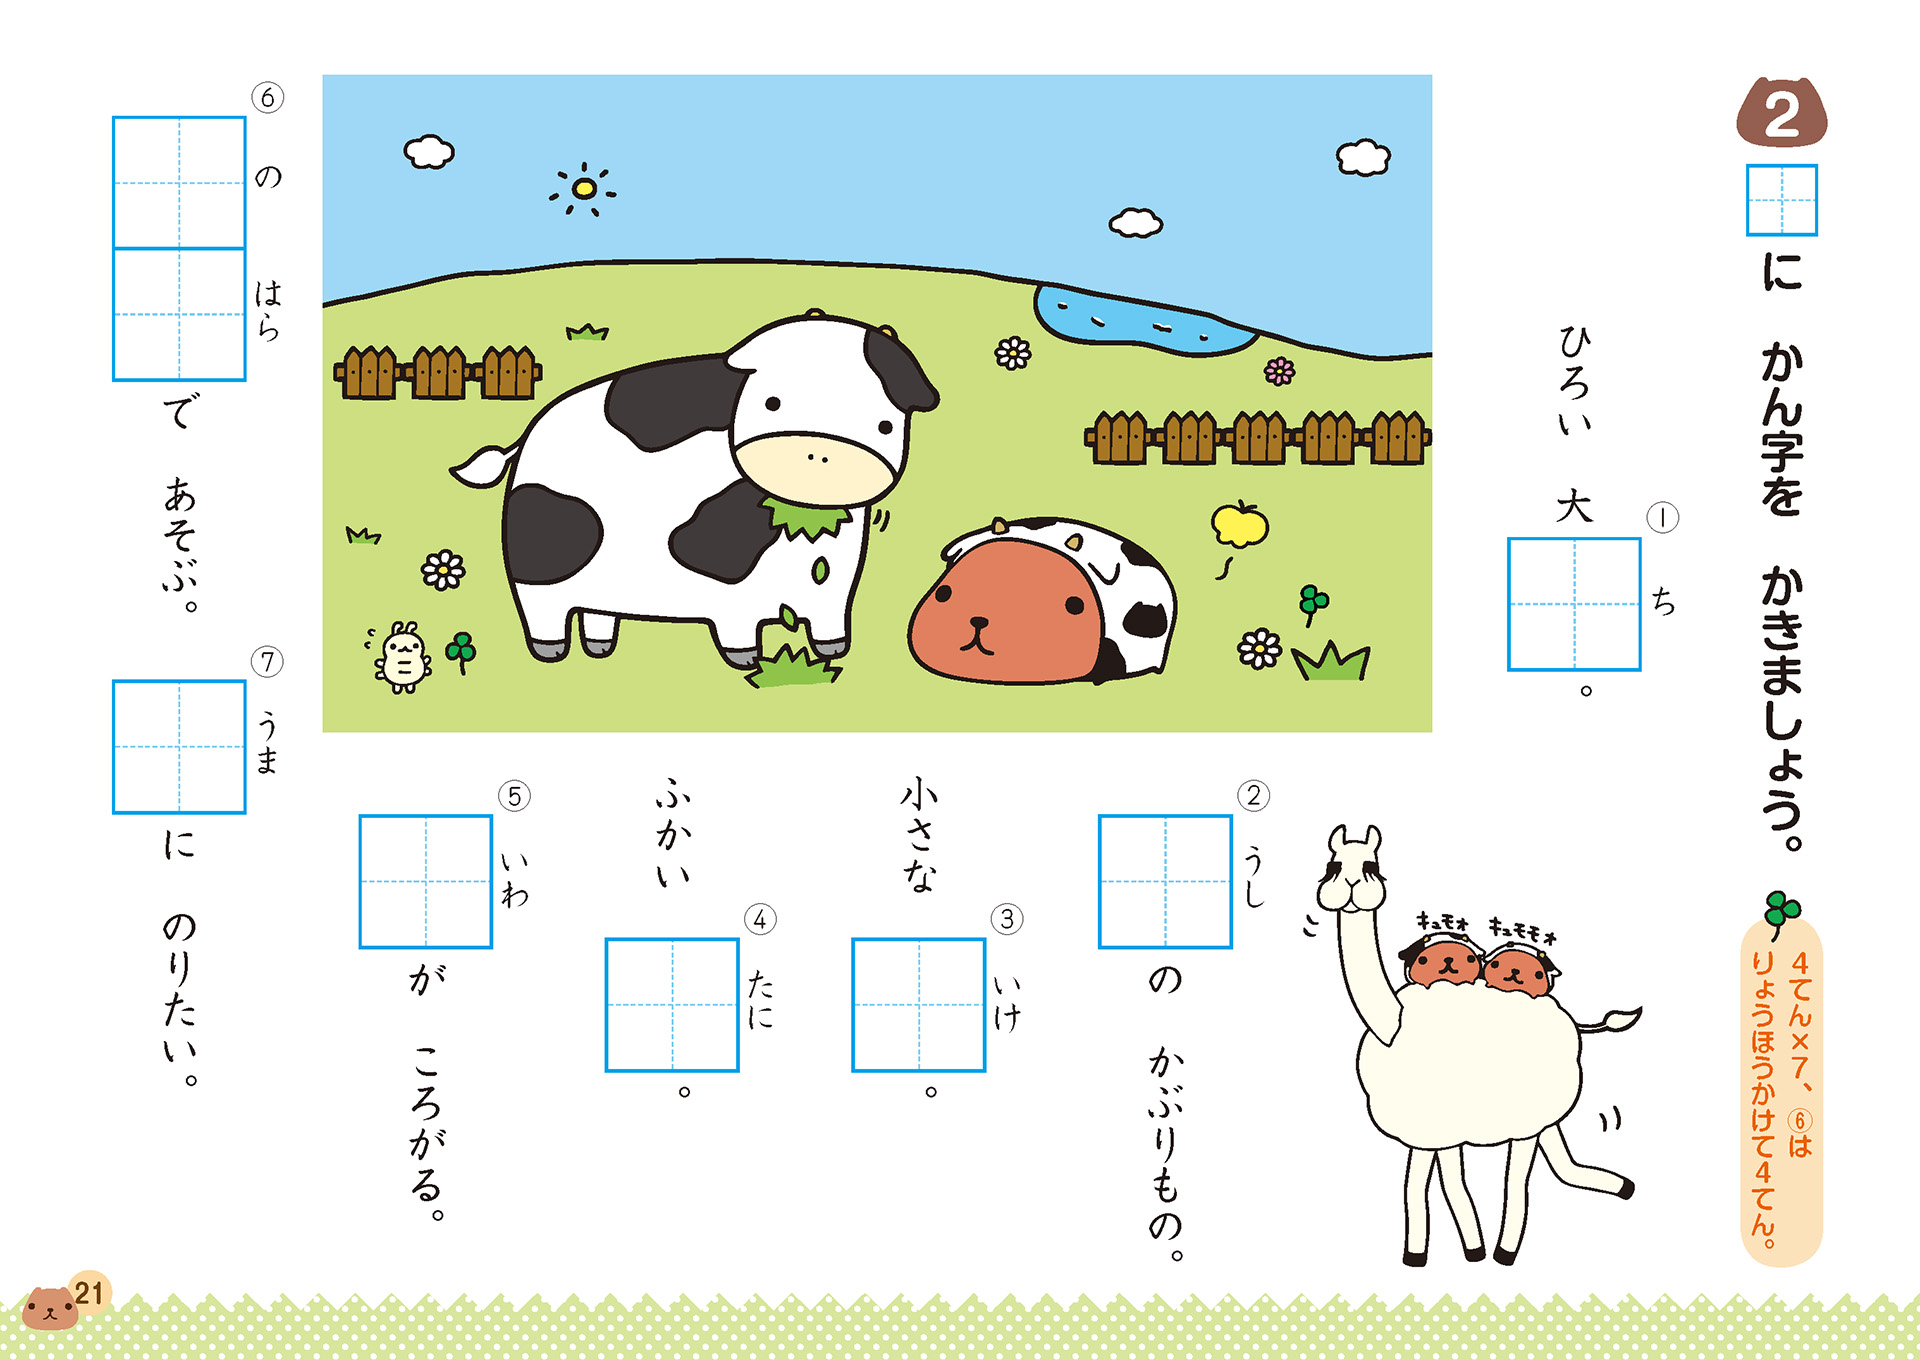 2
に かん字を かきましょう。
4てん×7、⑥は
りょうほうかけて4てん。
ひろい 大
①
ち
。
②
うし
の かぶりもの。
小さな
③
いけ
。
ふかい
④
たに
。
⑤
いわ
が ころがる。
⑥
の はら
で あそぶ。
⑦
うま
に のりたい。
キュモォ
キュモモォ
21